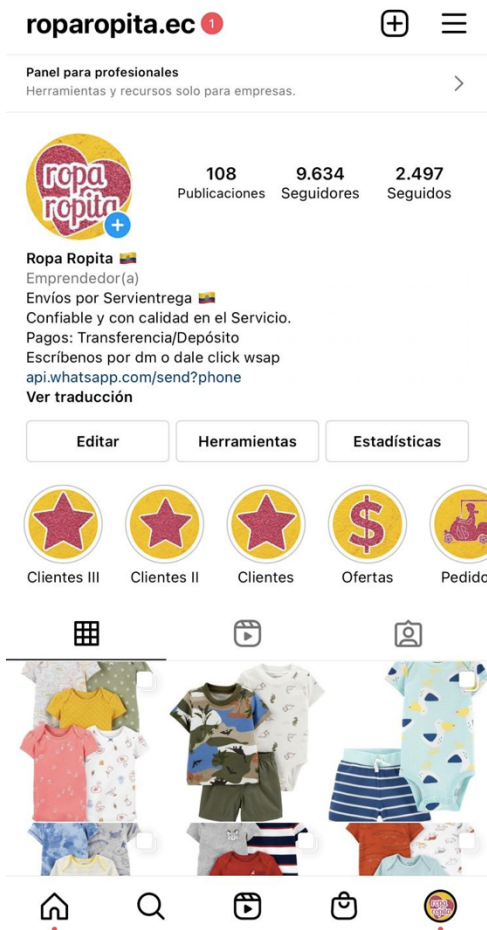 roparopita.ec 1
Panel para profesionales
Herramientas y recursos solo para empresas.
ropa
ropita
108
Publicaciones
9.634
Seguidores
2.497
Seguidos
Ropa Ropita
Emprendedor(a)
Envíos por Servientrega
Confiable y con calidad en el Servicio.
Pagos: Transferencia/Depósito
Escríbenos por dm o dale click wsap
api.whatsapp.com/send?phone
Ver traducción
Editar
Herramientas
Estadísticas
$
Clientes III
Clientes II
Clientes
Ofertas
Pedido
ropa
ropita